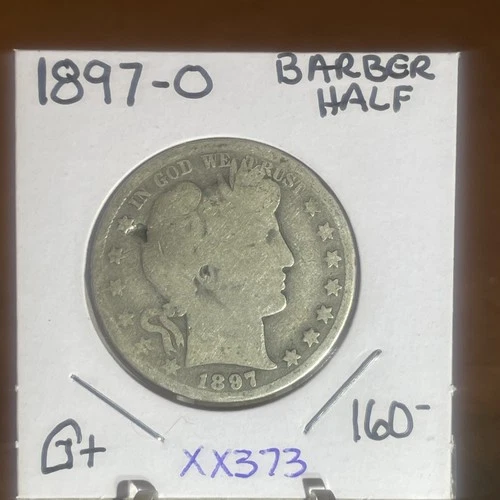 1897-O
BARBER
HALF
IN GOD WE TRUST
1897
G+
160-
XX373